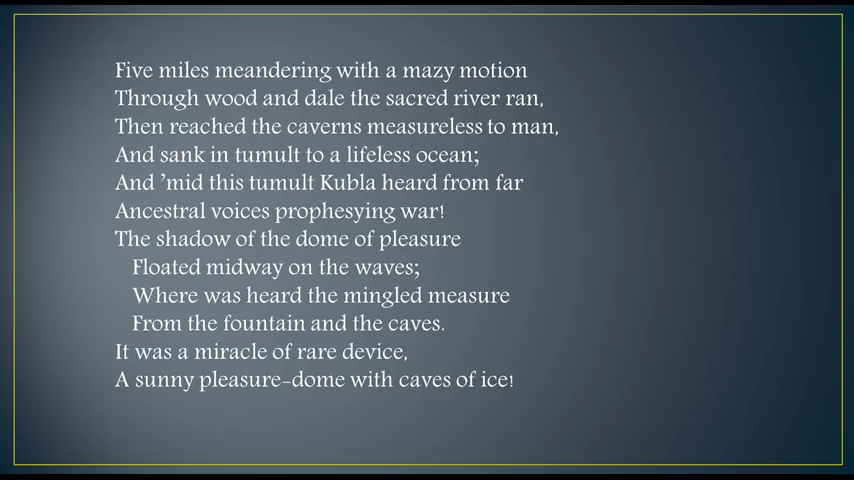 Five miles meandering with a mazy motion
Through wood and dale the sacred river ran,
Then reached the caverns measureless to man,
And sank in tumult to a lifeless ocean;
And ’mid this tumult Kubla heard from far
Ancestral voices prophesying war!
The shadow of the dome of pleasure
Floated midway on the waves;
Where was heard the mingled measure
From the fountain and the caves.
It was a miracle of rare device,
A sunny pleasure-dome with caves of ice!